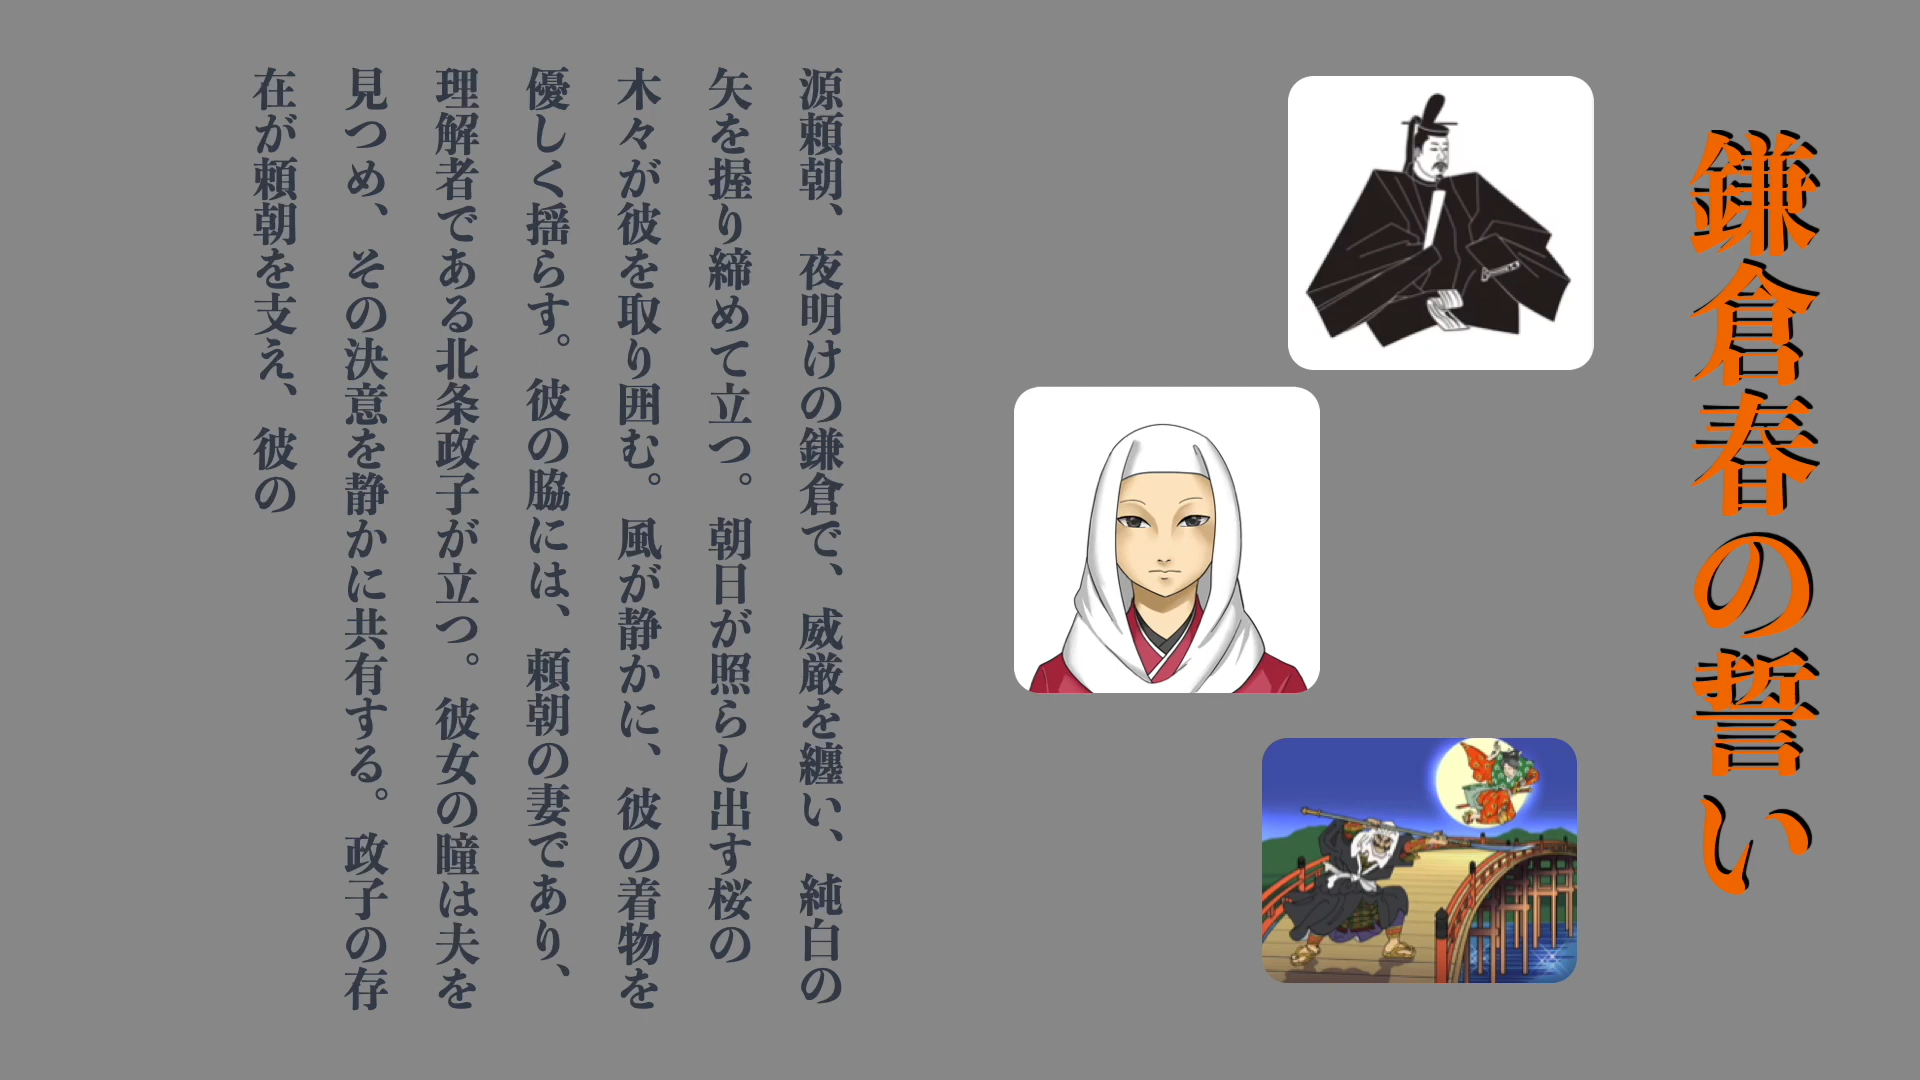 鎌倉春の誓い
源頼朝、夜明けの鎌倉で、威厳を纏い、純白の
矢を握り締めて立つ。朝日が照らし出す桜の
木々が彼を取り囲む。風が静かに、彼の着物を
優しく揺らす。彼の脇には、頼朝の妻であり、
理解者である北条政子が立つ。彼女の瞳は夫を
見つめ、その決意を静かに共有する。政子の存
在が頼朝を支え、彼の